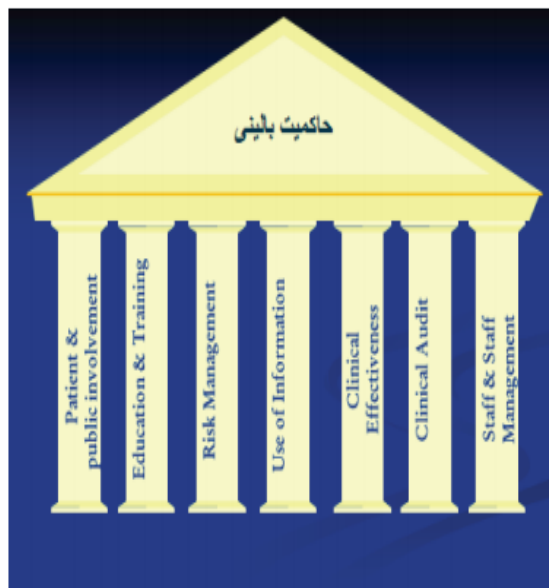 حاکمیت بالینی
Patient &
public involvement
Education & Training
Risk Management
Use of Information
Clinical
Effectiveness
Clinical Audit
Staff & Staff
Management